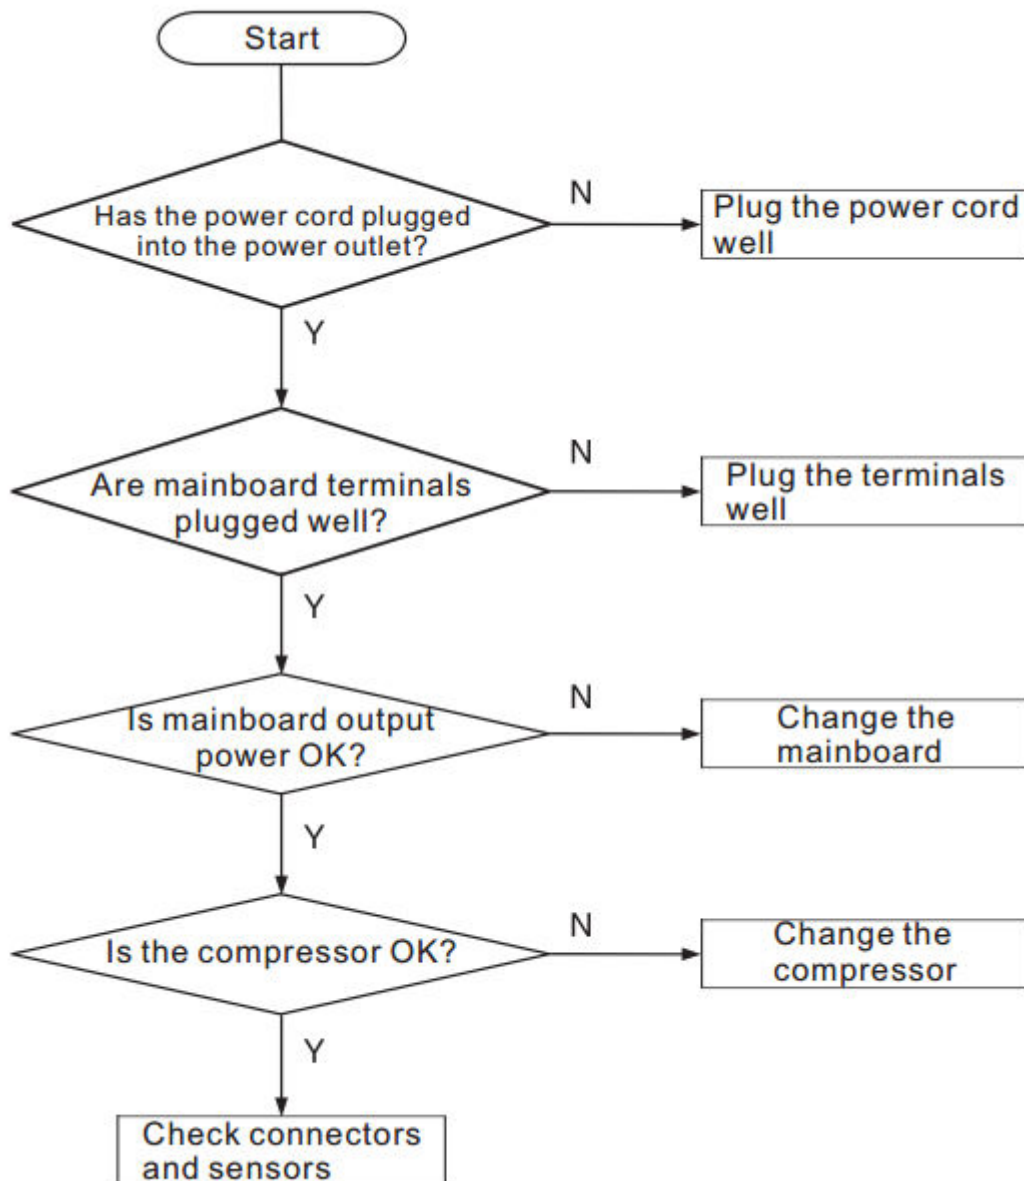 Start
Has the power cord plugged
into the power outlet?
N
Plug the power cord
well
Y
Are mainboard terminals
plugged well?
N
Plug the terminals
well
Y
Is mainboard output
power OK?
N
Change the
mainboard
Y
Is the compressor OK?
N
Change the
compressor
Y
Check connectors
and sensors